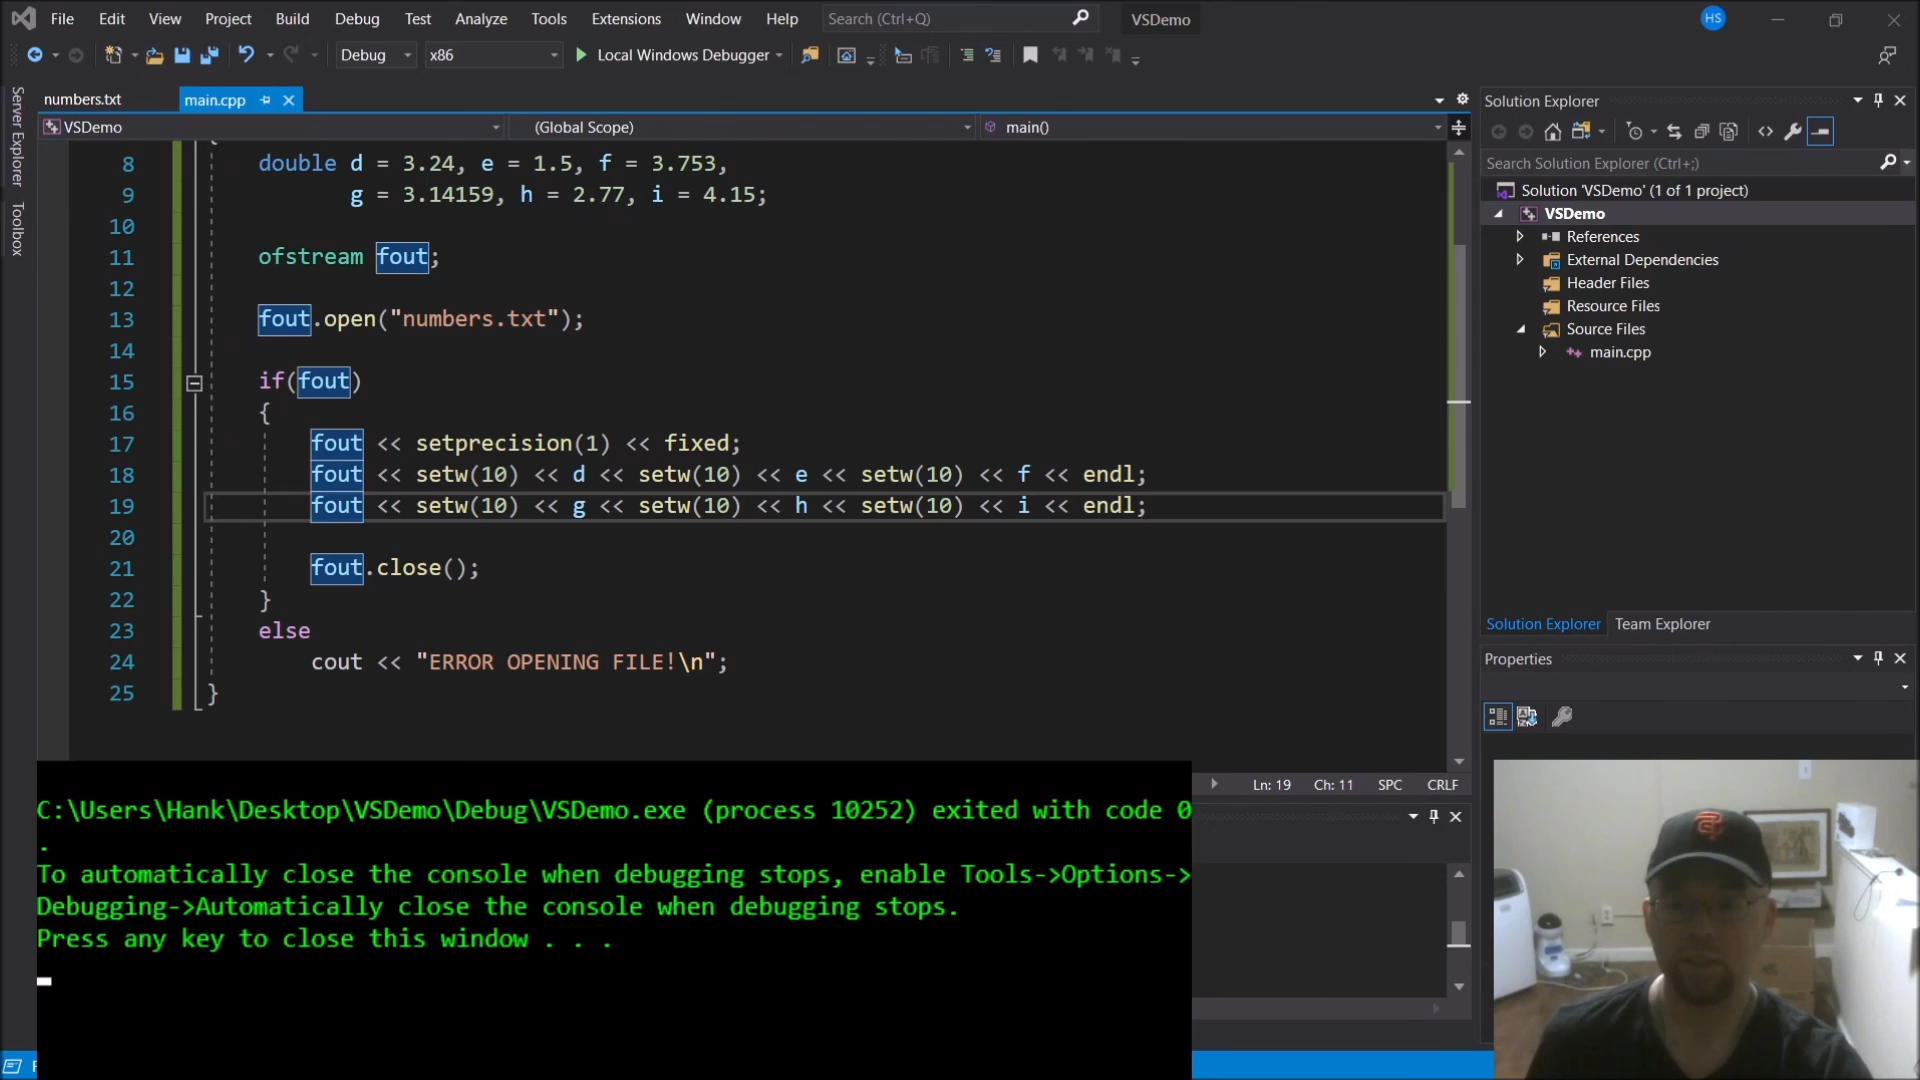 File Edit View Project Build Debug Test Analyze Tools Extensions Window Help Search (Ctrl+Q) VSDemo HS
Debug x86 Local Windows Debugger
Server Explorer
Toolbox
numbers.txt main.cpp
VSDemo (Global Scope) main()
8 double d = 3.24, e = 1.5, f = 3.753,
9 g = 3.14159, h = 2.77, i = 4.15;
10
11 ofstream fout;
12
13 fout.open("numbers.txt");
14
15 if(fout)
16 {
17 fout << setprecision(1) << fixed;
18 fout << setw(10) << d << setw(10) << e << setw(10) << f << endl;
19 fout << setw(10) << g << setw(10) << h << setw(10) << i << endl;
20
21 fout.close();
22 }
23 else
24 cout << "ERROR OPENING FILE!\n";
25 }
Ln: 19 Ch: 11 SPC CRLF
C:\Users\Hank\Desktop\VSDemo\Debug\VSDemo.exe (process 10252) exited with code 0
.
To automatically close the console when debugging stops, enable Tools->Options->
Debugging->Automatically close the console when debugging stops.
Press any key to close this window . . .
Solution Explorer
Search Solution Explorer (Ctrl+;)
Solution 'VSDemo' (1 of 1 project)
VSDemo
References
External Dependencies
Header Files
Resource Files
Source Files
main.cpp
Solution Explorer Team Explorer
Properties